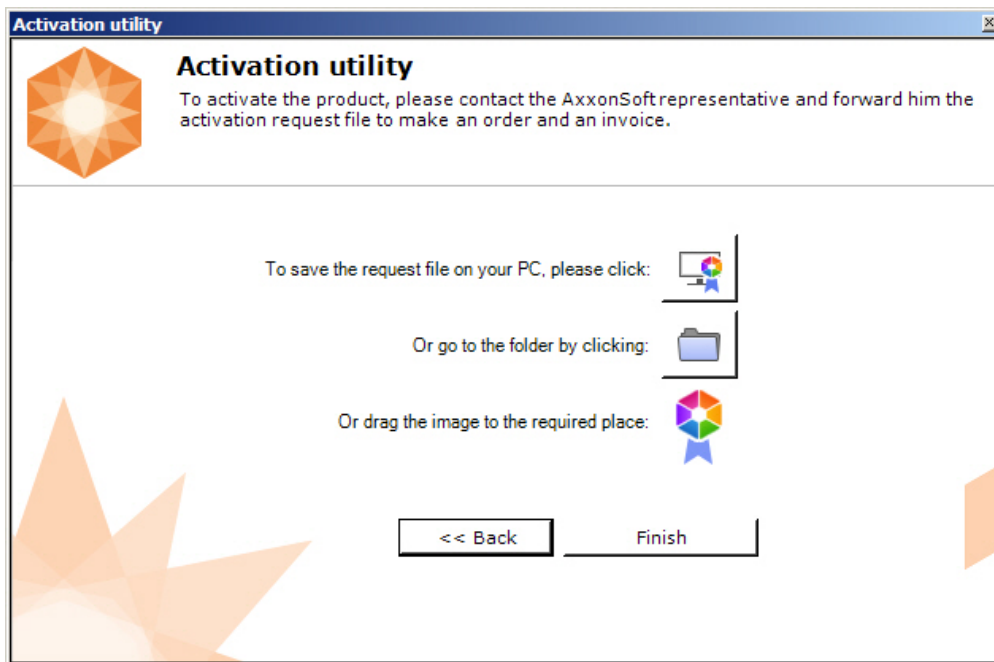 Activation utility
Activation utility
To activate the product, please contact the AxxonSoft representative and forward him the
activation request file to make an order and an invoice.
To save the request file on your PC, please click:
Or go to the folder by clicking:
Or drag the image to the required place:
<< Back
Finish